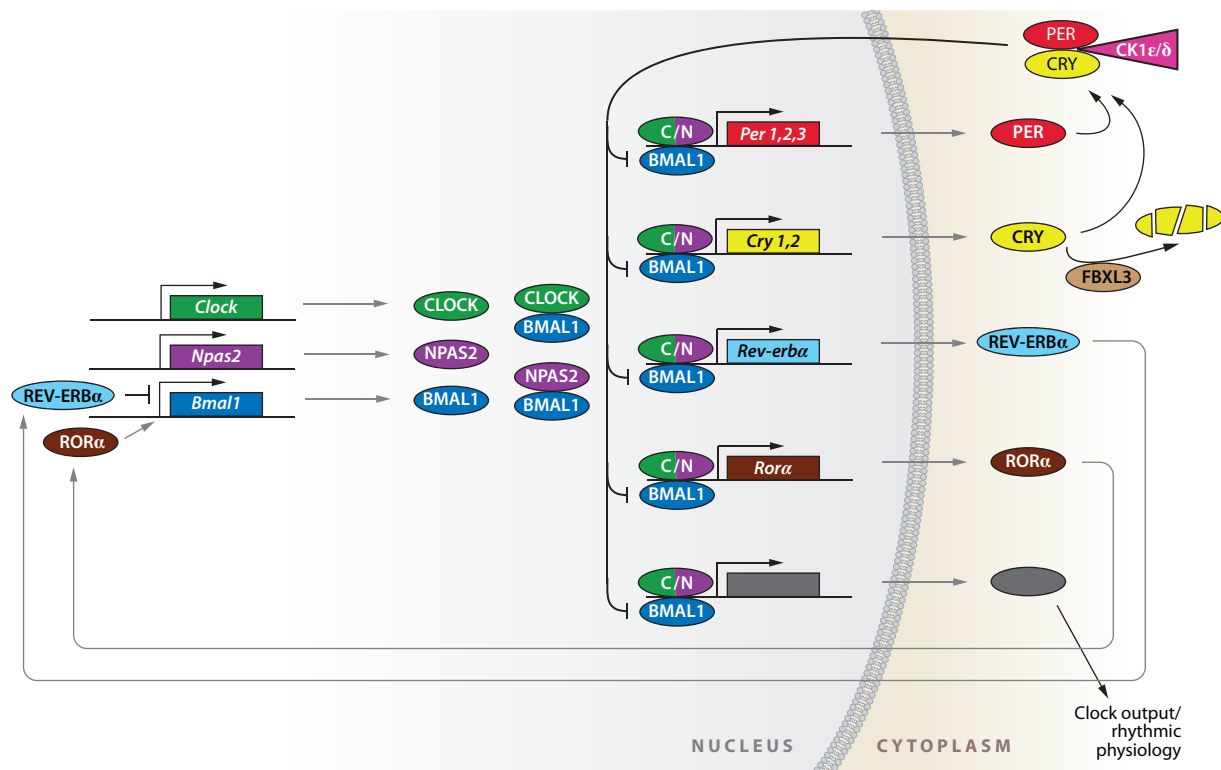 PER
CRY
CK1ε/δ
C/N
BMAL1
Per 1,2,3
PER
C/N
BMAL1
Cry 1,2
CRY
FBXL3
Clock
CLOCK
CLOCK
BMAL1
Npas2
NPAS2
NPAS2
BMAL1
REV-ERBα
Bmal1
BMAL1
RORα
C/N
BMAL1
Rev-erbα
REV-ERBα
C/N
BMAL1
Rorα
RORα
C/N
BMAL1
Clock output/
rhythmic
physiology
NUCLEUS
CYTOPLASM